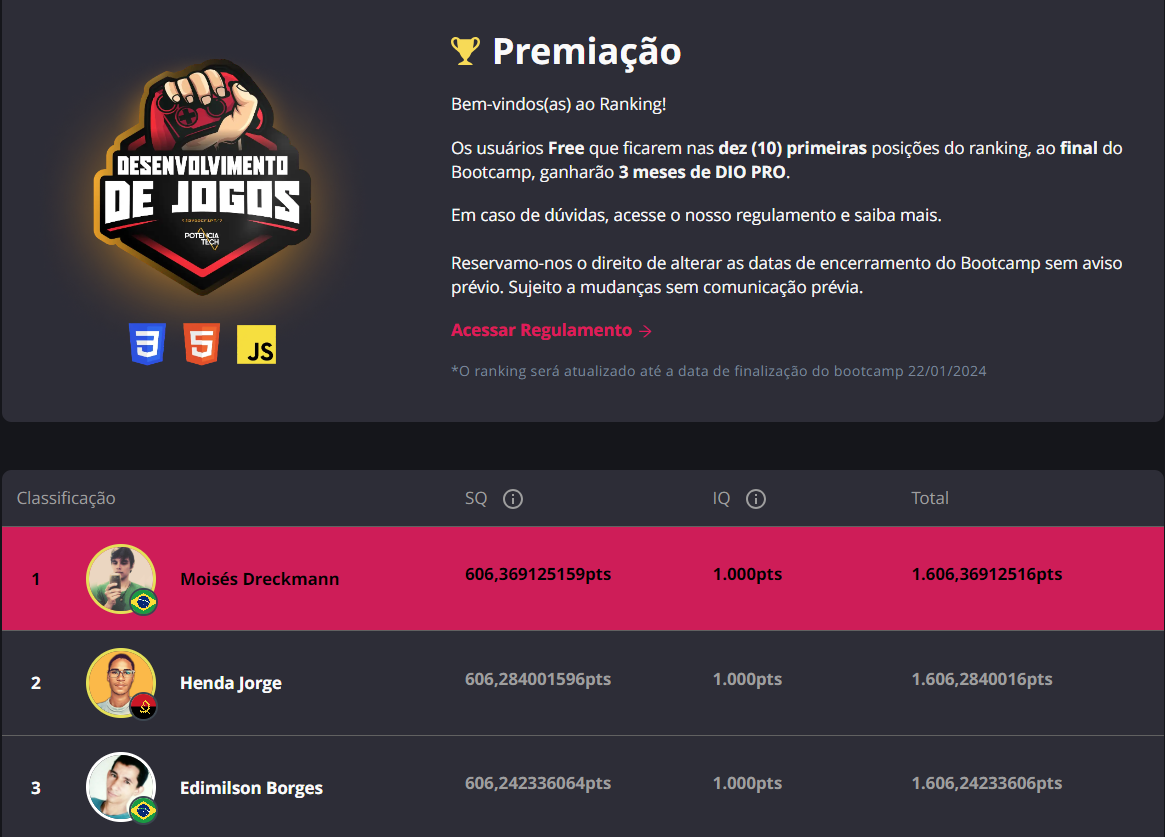 DESENVOLVIMENTO
DE JOGOS
POTÊNCIA
TECH
JS
Premiação
Bem-vindos(as) ao Ranking!
Os usuários Free que ficarem nas dez (10) primeiras posições do ranking, ao final do
Bootcamp, ganharão 3 meses de DIO PRO.
Em caso de dúvidas, acesse o nosso regulamento e saiba mais.
Reservamo-nos o direito de alterar as datas de encerramento do Bootcamp sem aviso
prévio. Sujeito a mudanças sem comunicação prévia.
Acessar Regulamento →
*O ranking será atualizado até a data de finalização do bootcamp 22/01/2024
Classificação SQ IQ Total
1 Moisés Dreckmann 606,369125159pts 1.000pts 1.606,36912516pts
2 Henda Jorge 606,284001596pts 1.000pts 1.606,2840016pts
3 Edimilson Borges 606,242336064pts 1.000pts 1.606,24233606pts